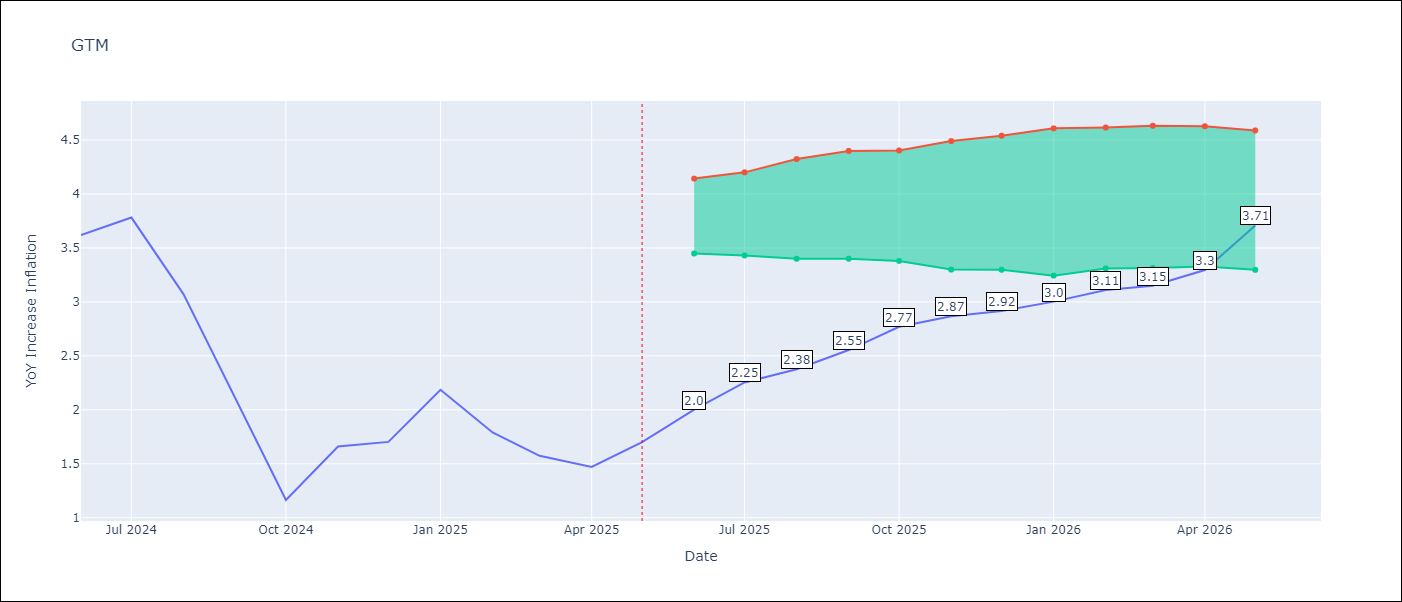 GTM
YoY Increase Inflation
4.5
4
3.5
3
2.5
2
1.5
1
2.0
2.25
2.38
2.55
2.77
2.87
2.92
3.0
3.11
3.15
3.3
3.71
Jul 2024
Oct 2024
Jan 2025
Apr 2025
Jul 2025
Oct 2025
Jan 2026
Apr 2026
Date